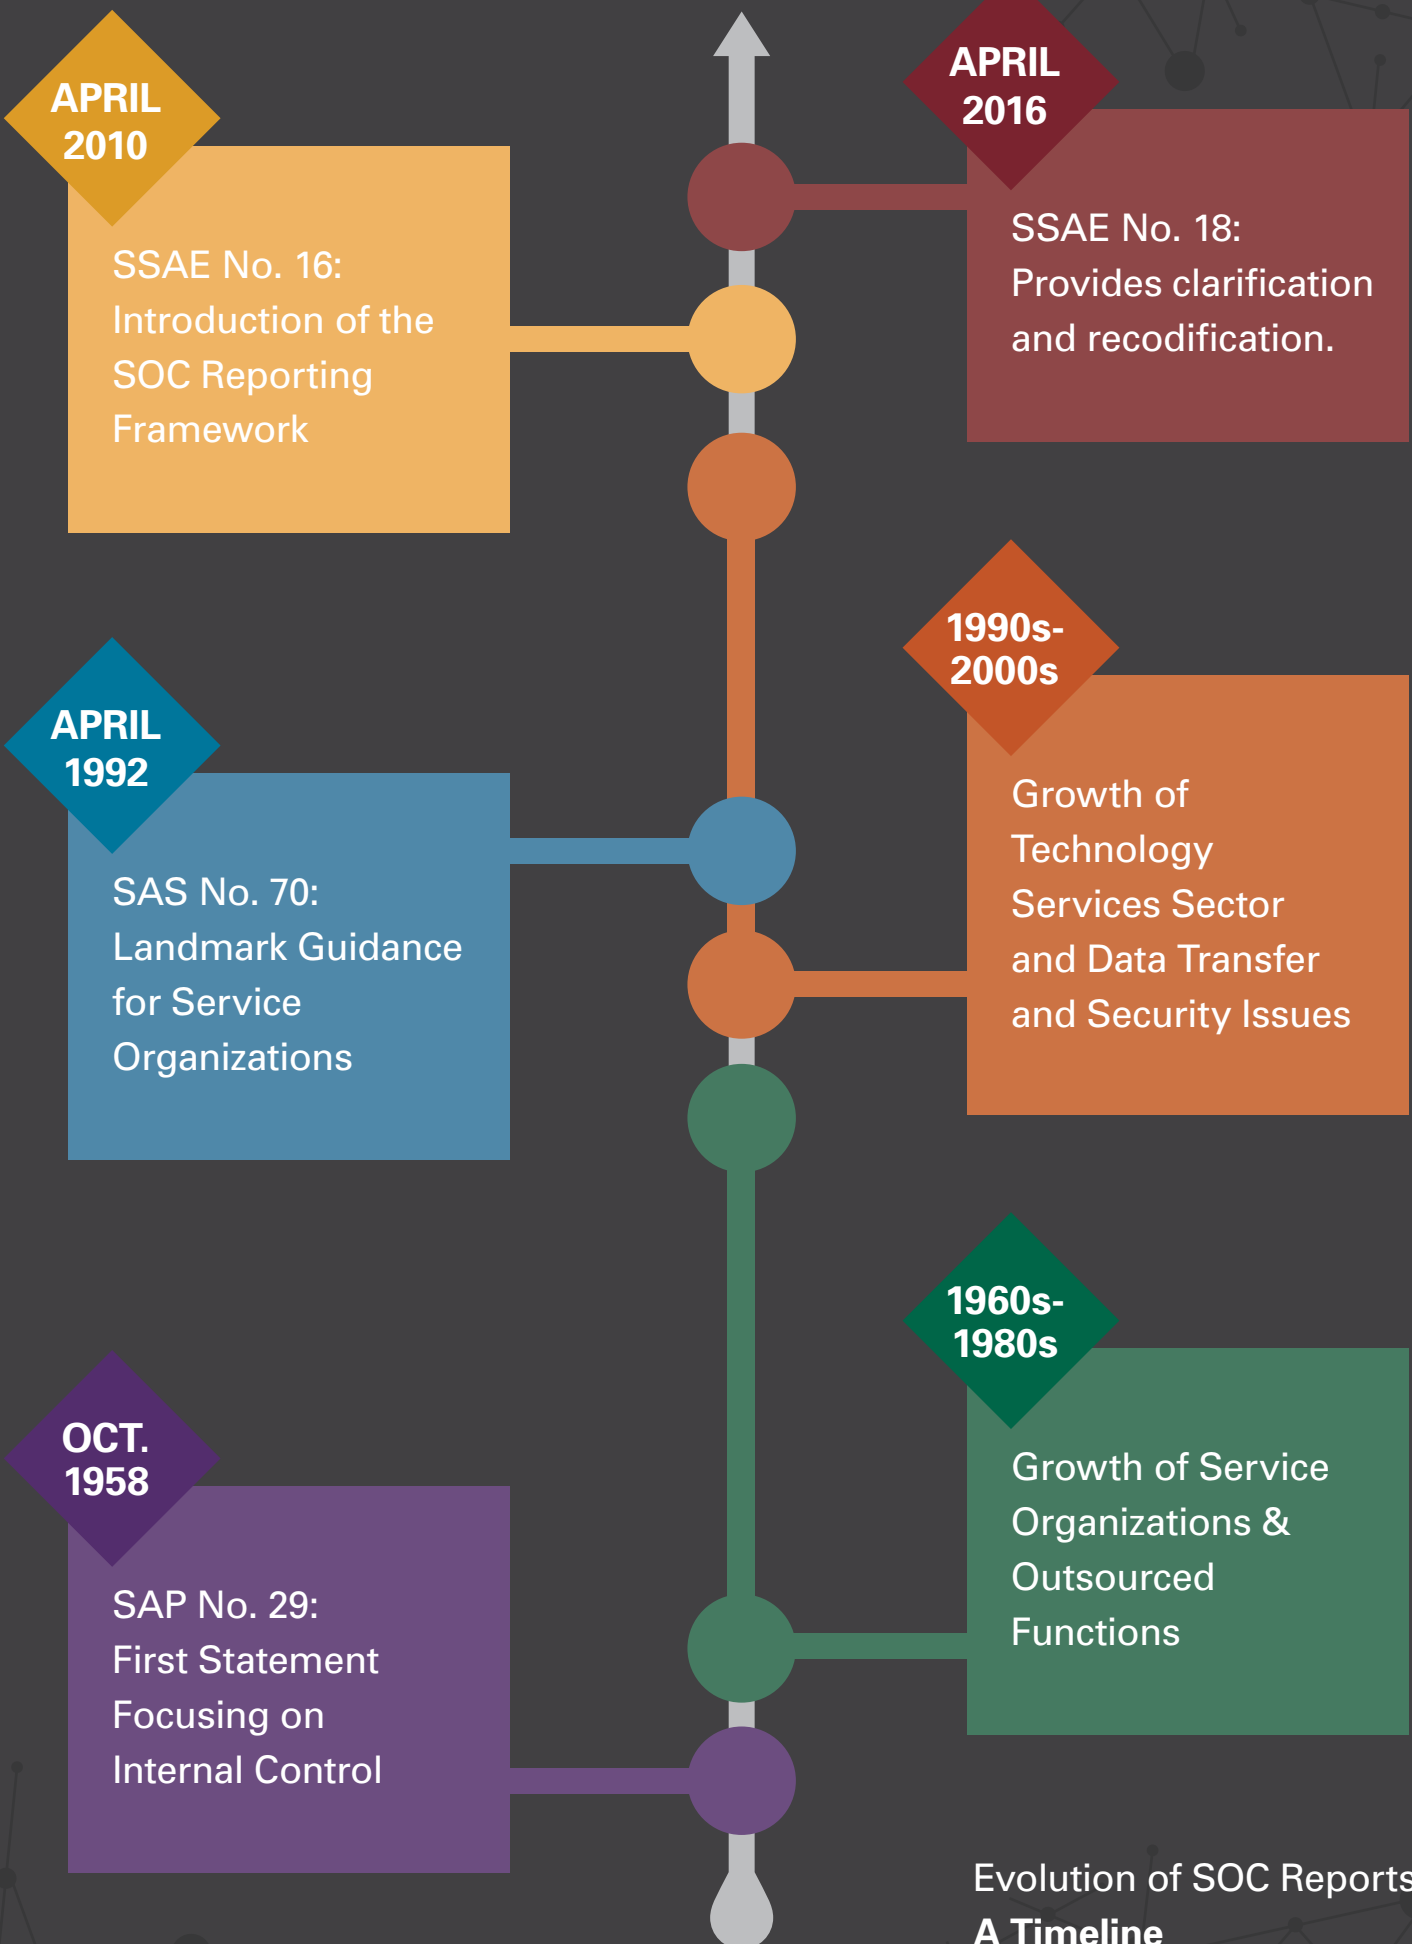 APRIL
2010
SSAE No. 16:
Introduction of the
SOC Reporting
Framework
APRIL
2016
SSAE No. 18:
Provides clarification
and recodification.
1990s-
2000s
Growth of
Technology
Services Sector
and Data Transfer
and Security Issues
APRIL
1992
SAS No. 70:
Landmark Guidance
for Service
Organizations
1960s-
1980s
Growth of Service
Organizations &
Outsourced
Functions
OCT.
1958
SAP No. 29:
First Statement
Focusing on
Internal Control
Evolution of SOC Reports
A Timeline